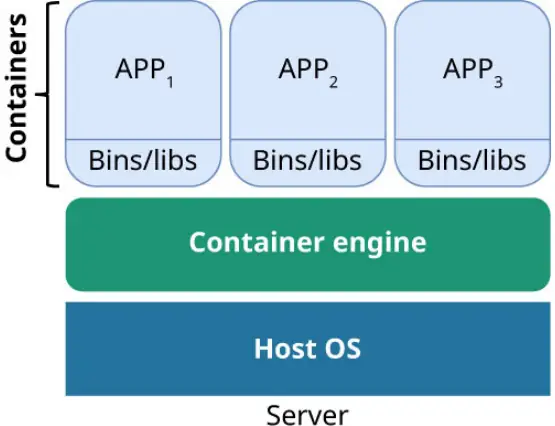 Containers
APP1 APP2 APP3
Bins/libs Bins/libs Bins/libs
Container engine
Host OS
Server